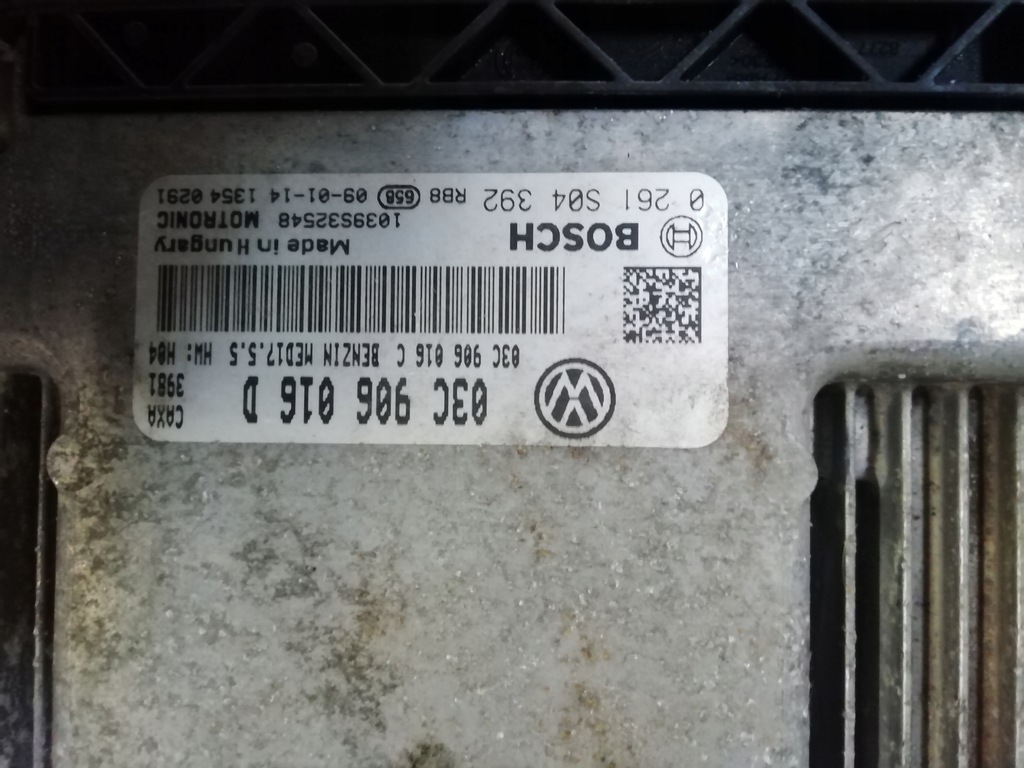 03C 906 016 D
CAXA
3981
03C 906 016 C BENZIN MED17.5.5 HW: H04
BOSCH
Made in Hungary
1039S32548 MOTRONIC
0 261 S04 392 RB8 658 09-01-14 1354 0291